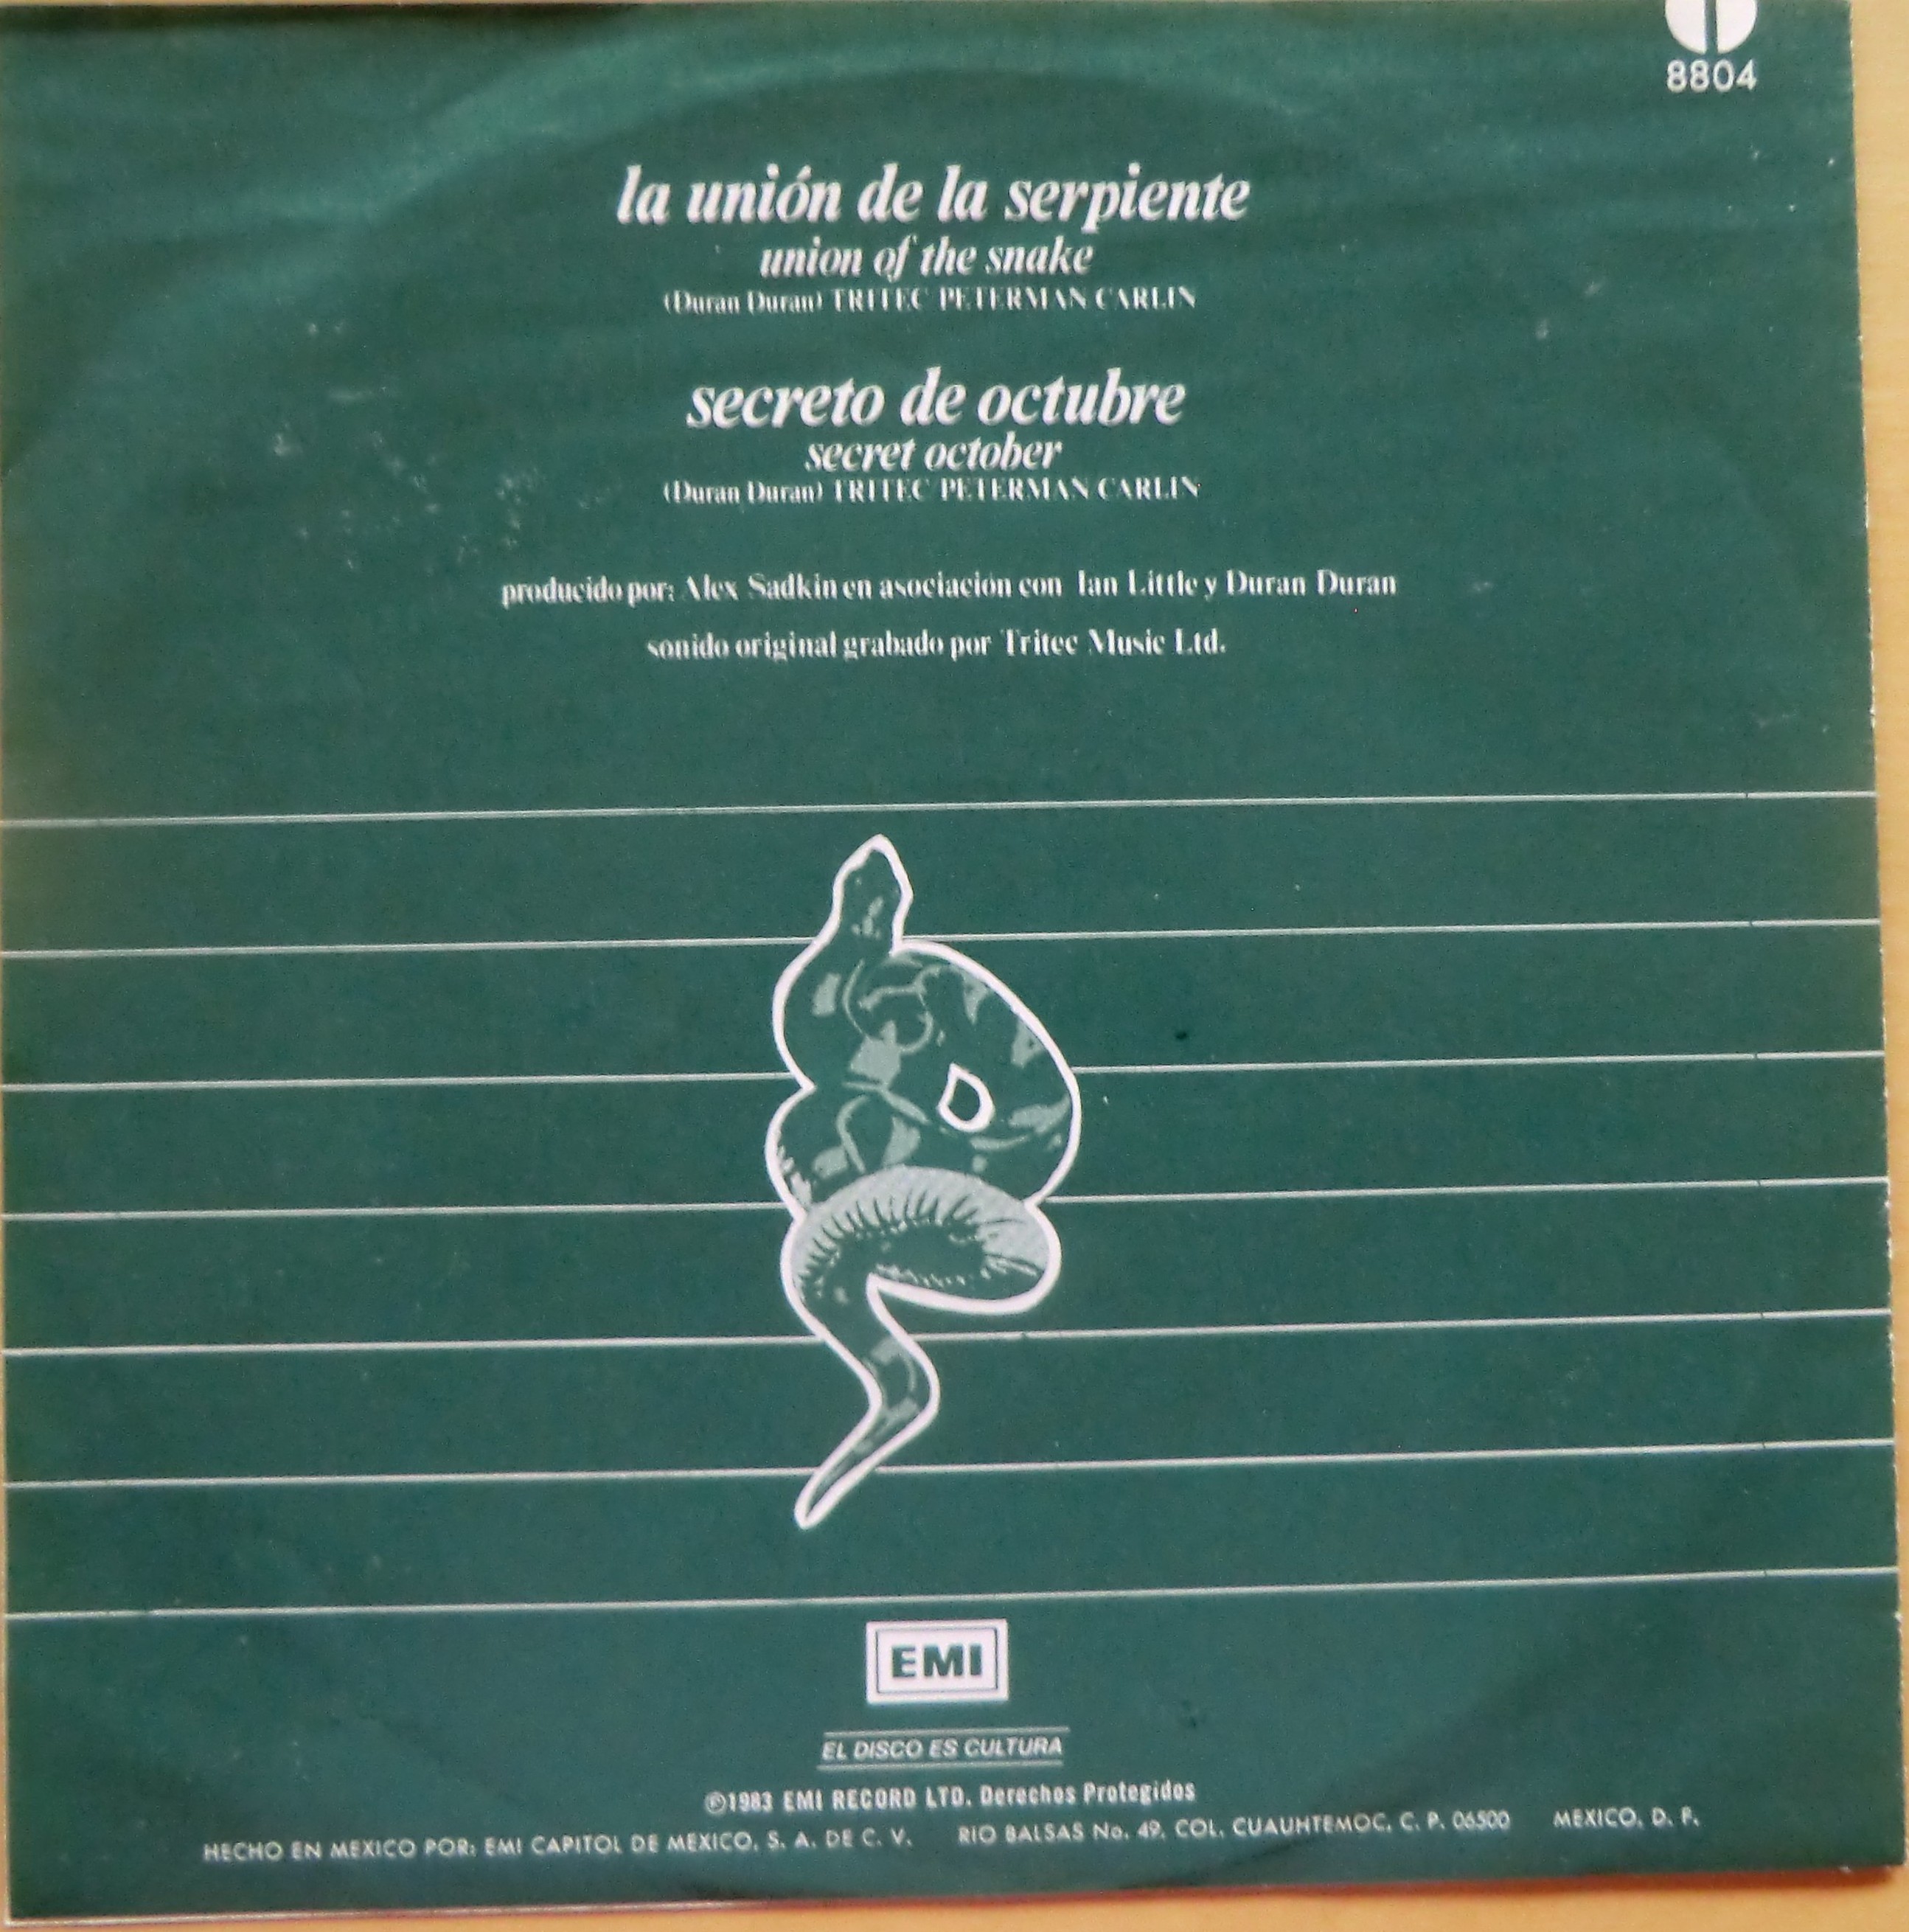 8804
la unión de la serpiente
union of the snake
(Duran Duran) TRITEC PETERMAN CARLIN
secreto de octubre
secret october
(Duran Duran) TRITEC PETERMAN CARLIN
producido por: Alex Sadkin en asociación con Ian Little y Duran Duran
sonido original grabado por Tritec Music Ltd.
EMI
EL DISCO ES CULTURA
℗1983 EMI RECORD LTD. Derechos Protegidos
HECHO EN MEXICO POR: EMI CAPITOL DE MEXICO, S. A. DE C. V. RIO BALSAS No. 49, COL. CUAUHTEMOC, C. P. 06500 MEXICO, D. F.